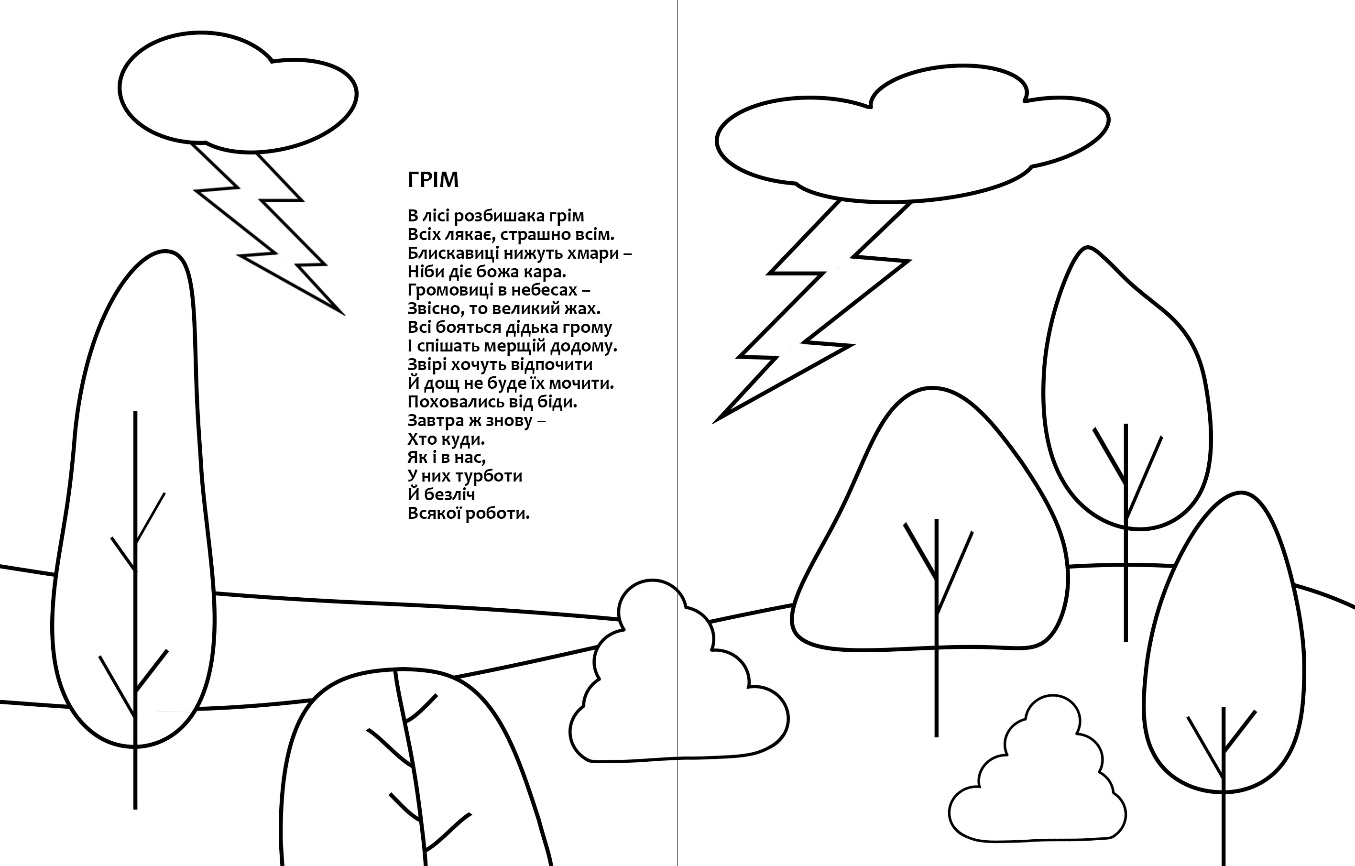 ГРІМ
В лісі розбишака грім
Всіх лякає, страшно всім.
Блискавиці нижуть хмари –
Ніби діє божа кара.
Громовиці в небесах –
Звісно, то великий жах.
Всі бояться дідька грому
І спішать мерщій додому.
Звірі хочуть відпочити
Й дощ не буде їх мочити.
Поховались від біди.
Завтра ж знову –
Хто куди.
Як і в нас,
У них турботи
Й безліч
Всякої роботи.